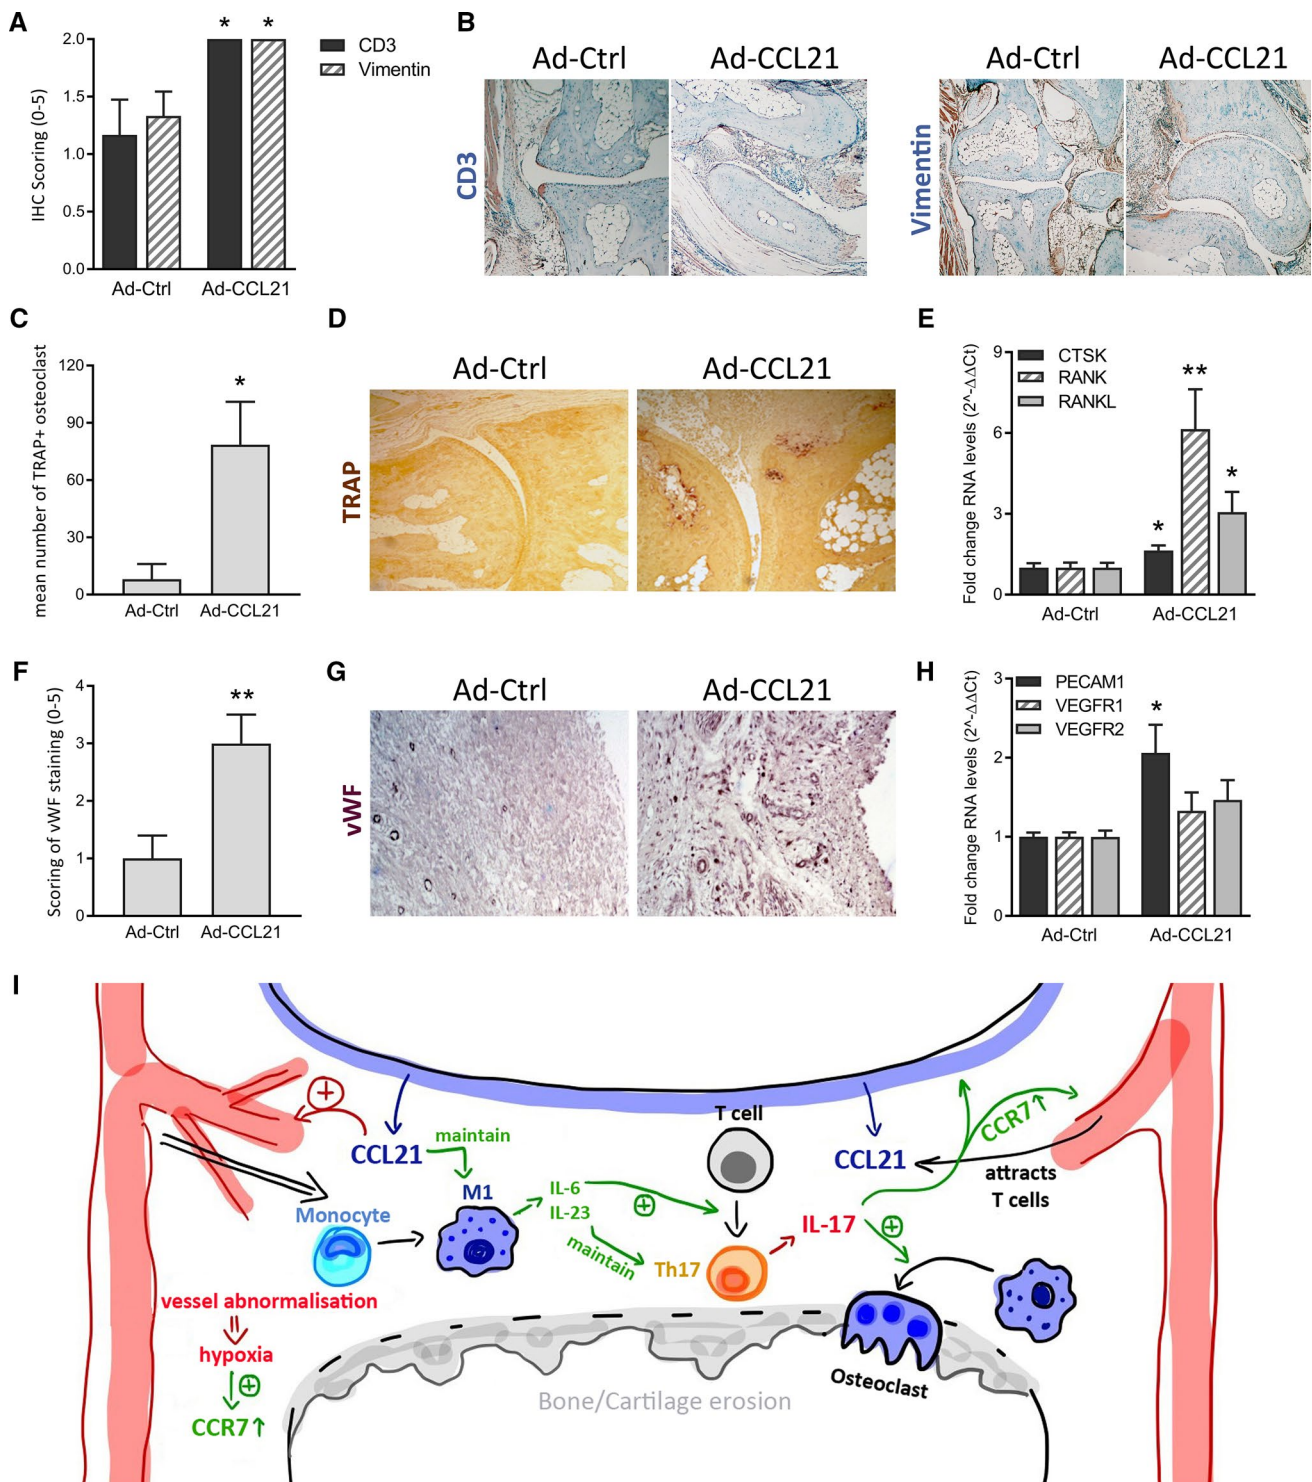 A
* *
2.0
1.5
1.0
0.5
0.0
IHC Scoring (0-5)
CD3
Vimentin
Ad-Ctrl Ad-CCL21
B
Ad-Ctrl Ad-CCL21
CD3
Ad-Ctrl Ad-CCL21
Vimentin
C
mean number of TRAP+ osteoclast
120
90
60
30
0
*
Ad-Ctrl Ad-CCL21
D
Ad-Ctrl Ad-CCL21
TRAP
E
Fold change RNA levels (2^-ΔΔCt)
9
6
3
0
CTSK
RANK
RANKL
* ** *
Ad-Ctrl Ad-CCL21
F
Scoring of vWF staining (0-5)
4
3
2
1
0
**
Ad-Ctrl Ad-CCL21
G
Ad-Ctrl Ad-CCL21
vWF
H
Fold change RNA levels (2^-ΔΔCt)
3
2
1
0
PECAM1
VEGFR1
VEGFR2
*
Ad-Ctrl Ad-CCL21
I
+
CCL21
maintain
M1
Monocyte
IL-6
IL-23
+
maintain
T cell
Th17
IL-17
+
CCL21
CCR7↑
attracts
T cells
vessel abnormalisation
hypoxia
+
CCR7↑
Osteoclast
Bone/Cartilage erosion